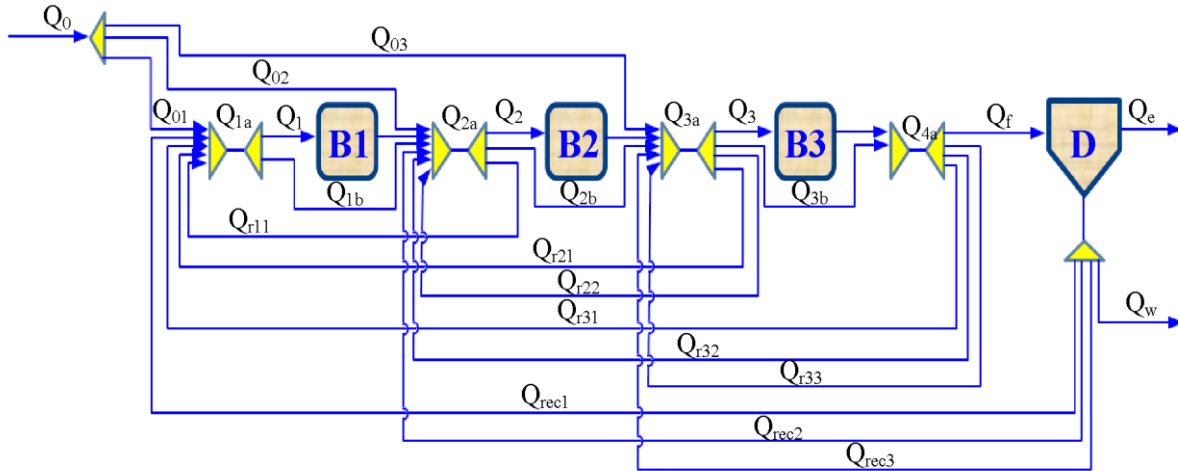 Q0
Q03
Q02
Q01
Q1a
Q1
B1
Q2a
Q2
B2
Q3a
Q3
B3
Q4a
Qf
D
Qe
Q1b
Q2b
Q3b
Qr11
Qr21
Qr22
Qr31
Qw
Qr32
Qr33
Qrec1
Qrec2
Qrec3